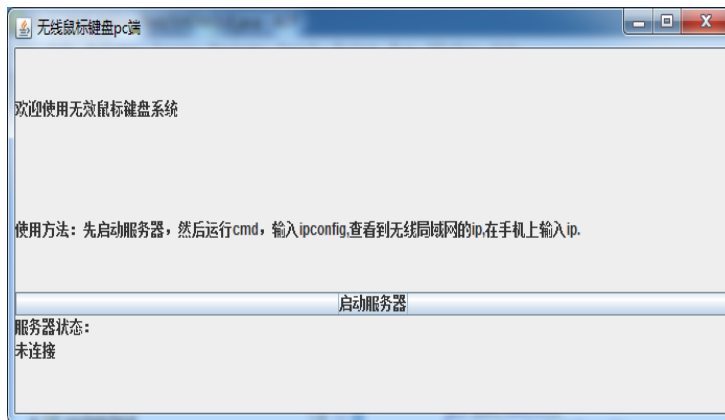 无线鼠标键盘pc端
欢迎使用无效鼠标键盘系统
使用方法：先启动服务器，然后运行cmd，输入ipconfig,查看到无线局域网的ip,在手机上输入ip.
启动服务器
服务器状态：
未连接